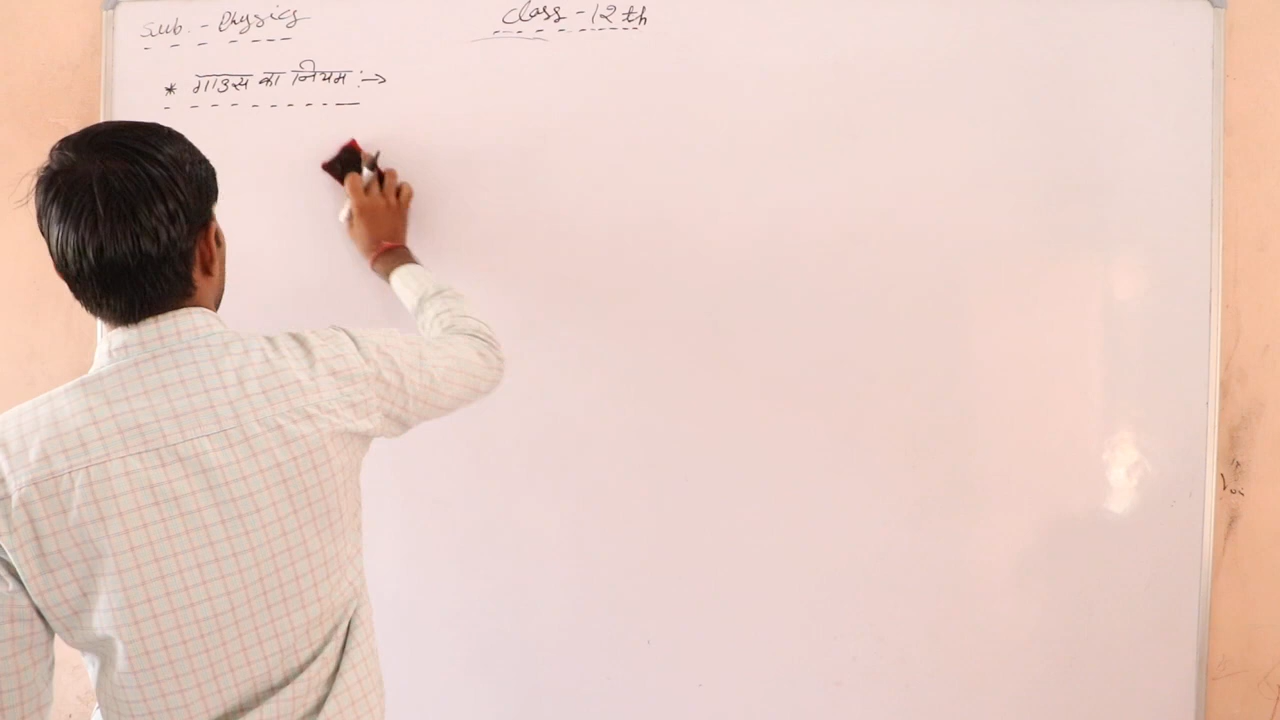 Sub. - Physics
Class - 12th
* गाउस का नियम :→